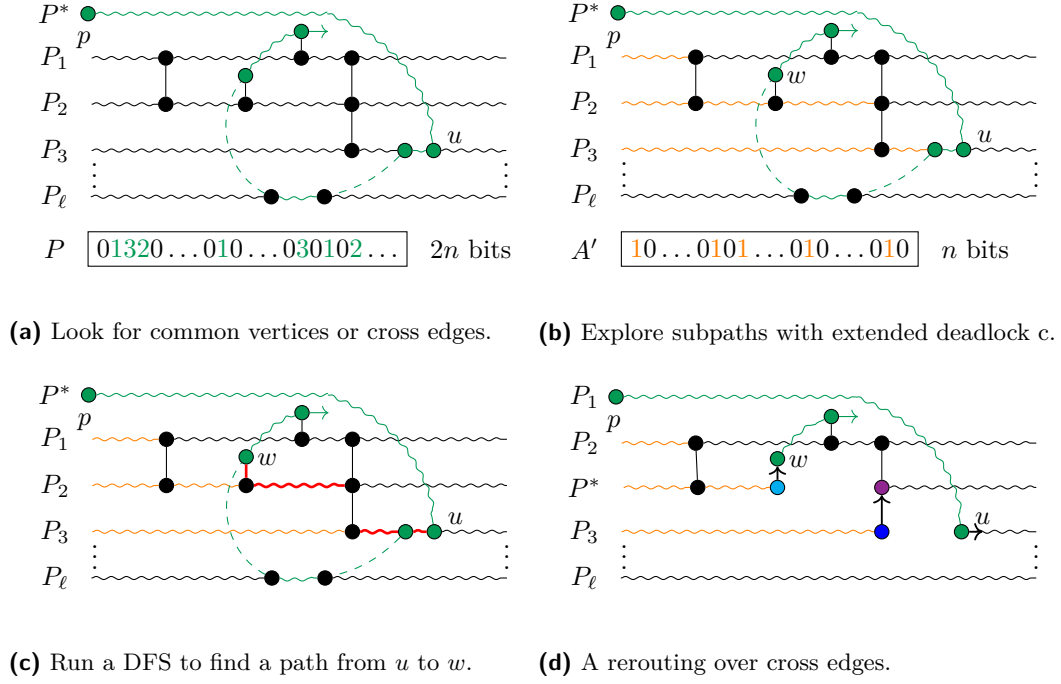 P*
p
P₁
P₂
u
P₃
Pℓ
P 01320 … 010 … 030102 … 2n bits
(a) Look for common vertices or cross edges.
P*
p
P₁
w
P₂
u
P₃
Pℓ
A′ 10 … 0101 … 010 … 010 n bits
(b) Explore subpaths with extended deadlock c.
P*
p
P₁
w
P₂
u
P₃
Pℓ
(c) Run a DFS to find a path from u to w.
P₁
p
P₂
w
P*
u
P₃
Pℓ
(d) A rerouting over cross edges.